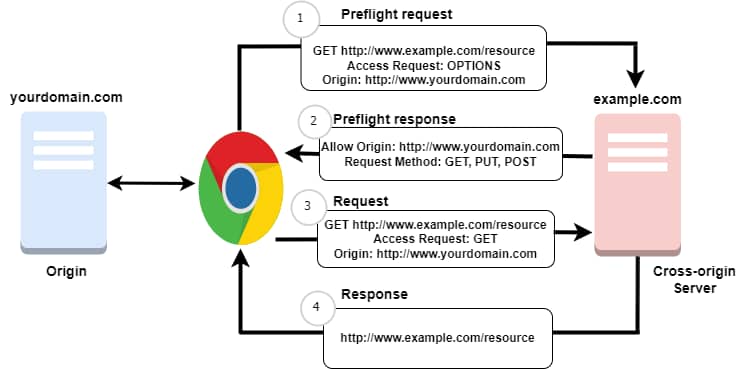 1
Preflight request
GET http://www.example.com/resource
Access Request: OPTIONS
Origin: http://www.yourdomain.com
yourdomain.com
example.com
2
Preflight response
Allow Origin: http://www.yourdomain.com
Request Method: GET, PUT, POST
3
Request
GET http://www.example.com/resource
Access Request: GET
Origin: http://www.yourdomain.com
Origin
Cross-origin
Server
4
Response
http://www.example.com/resource